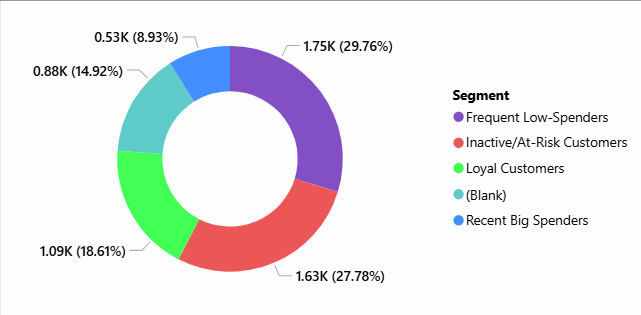 0.53K (8.93%)
1.75K (29.76%)
0.88K (14.92%)
1.09K (18.61%)
1.63K (27.78%)
Segment
Frequent Low-Spenders
Inactive/At-Risk Customers
Loyal Customers
(Blank)
Recent Big Spenders